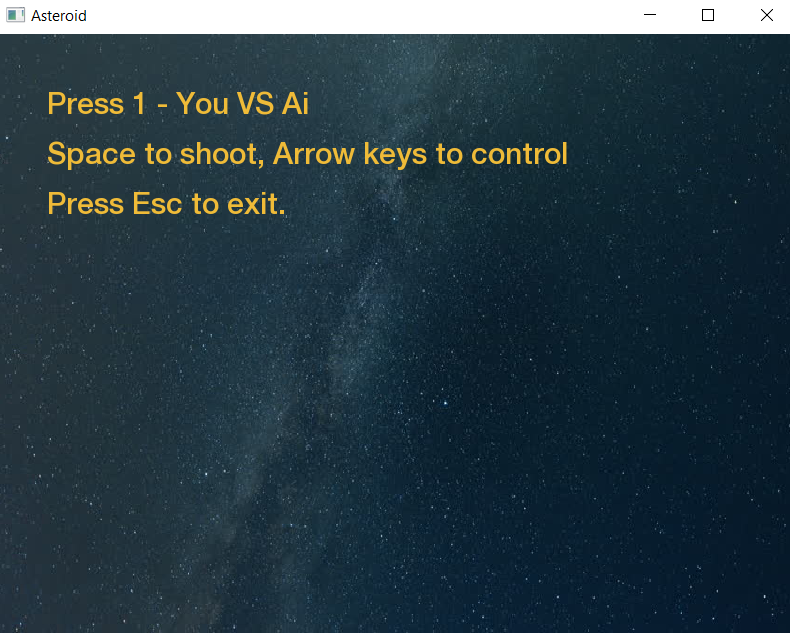 Asteroid
Press 1 - You VS Ai
Space to shoot, Arrow keys to control
Press Esc to exit.